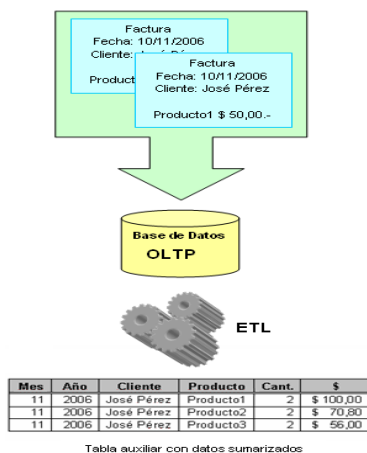 Factura
Fecha: 10/11/2006
Cliente: José
Product
Factura
Fecha: 10/11/2006
Cliente: José Pérez
Producto1 $ 50,00.-
Base de Datos
OLTP
ETL
Mes Año Cliente Producto Cant. $
11 2006 José Pérez Producto1 2 $ 100,00
11 2006 José Pérez Producto2 2 $ 70,80
11 2006 José Pérez Producto3 2 $ 56,00
Tabla auxiliar con datos sumarizados